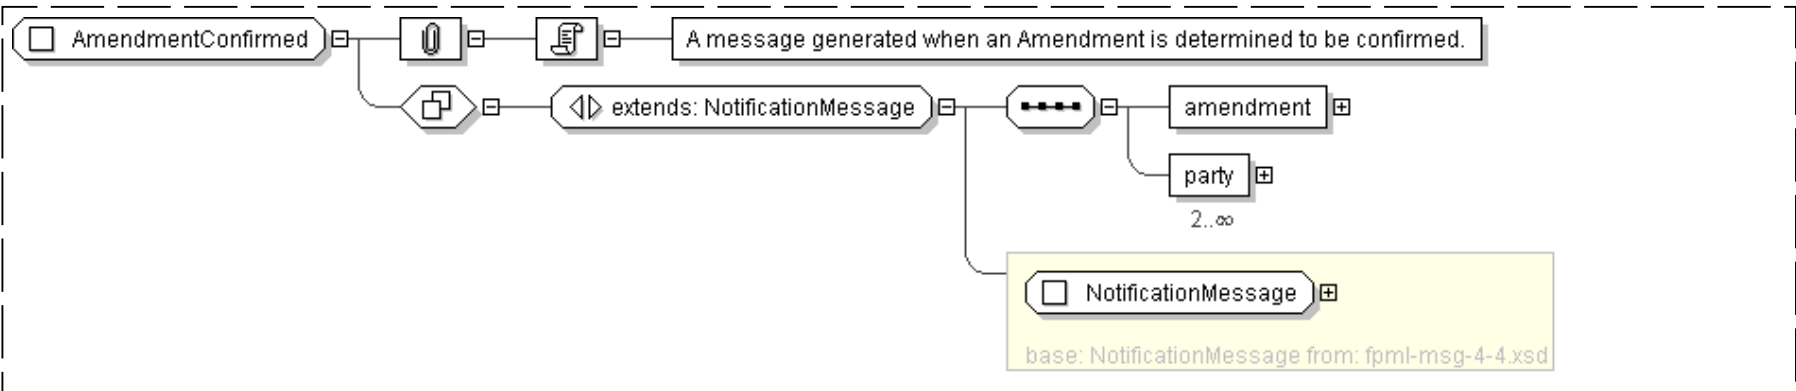 AmendmentConfirmed
A message generated when an Amendment is determined to be confirmed.
extends: NotificationMessage
amendment
party
2..∞
NotificationMessage
base: NotificationMessage from: fpml-msg-4-4.xsd